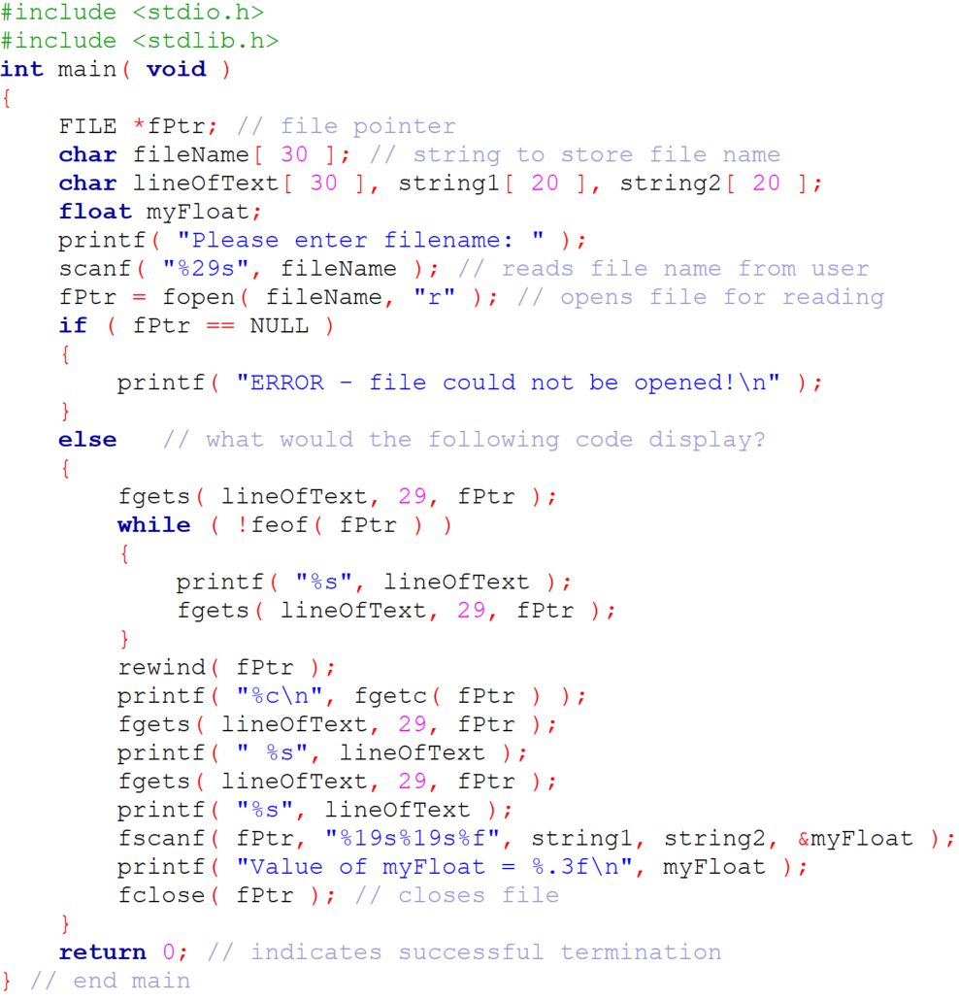 #include <stdio.h>
#include <stdlib.h>
int main( void )
{
    FILE *fPtr; // file pointer
    char fileName[ 30 ]; // string to store file name
    char lineOfText[ 30 ], string1[ 20 ], string2[ 20 ];
    float myFloat;
    printf( "Please enter filename: " );
    scanf( "%29s", fileName ); // reads file name from user
    fPtr = fopen( fileName, "r" ); // opens file for reading
    if ( fPtr == NULL )
    {
        printf( "ERROR - file could not be opened!\n" );
    }
    else   // what would the following code display?
    {
        fgets( lineOfText, 29, fPtr );
        while ( !feof( fPtr ) )
        {
            printf( "%s", lineOfText );
            fgets( lineOfText, 29, fPtr );
        }
        rewind( fPtr );
        printf( "%c\n", fgetc( fPtr ) );
        fgets( lineOfText, 29, fPtr );
        printf( " %s", lineOfText );
        fgets( lineOfText, 29, fPtr );
        printf( "%s", lineOfText );
        fscanf( fPtr, "%19s%19s%f", string1, string2, &myFloat );
        printf( "Value of myFloat = %.3f\n", myFloat );
        fclose( fPtr ); // closes file
    }
    return 0; // indicates successful termination
} // end main